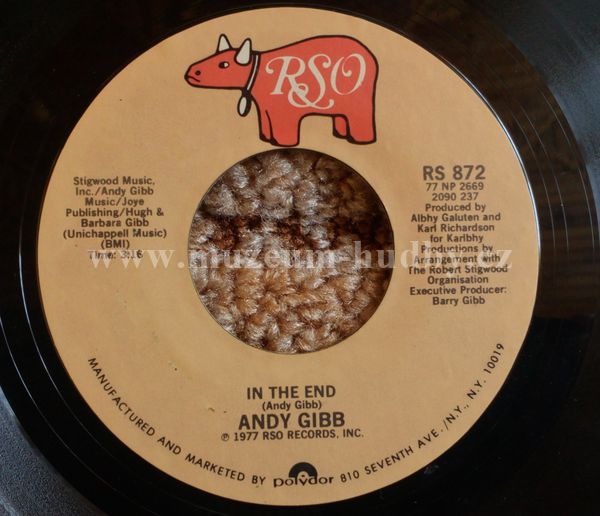 RSO
Stigwood Music,
Inc./Andy Gibb
Music/Joye
Publishing/Hugh &
Barbara Gibb
(Unichappell Music)
(BMI)
Time: 3:16
RS 872
77 NP 2669
2090 237
Produced by
Albhy Galuten and
Karl Richardson
for Karlbhy
Productions by
Arrangement with
The Robert Stigwood
Organisation
Executive Producer:
Barry Gibb
www.muzeum-hudby.cz
IN THE END
(Andy Gibb)
ANDY GIBB
℗ 1977 RSO RECORDS, INC.
MANUFACTURED AND MARKETED BY polydor 810 SEVENTH AVE./N.Y., N.Y. 10019